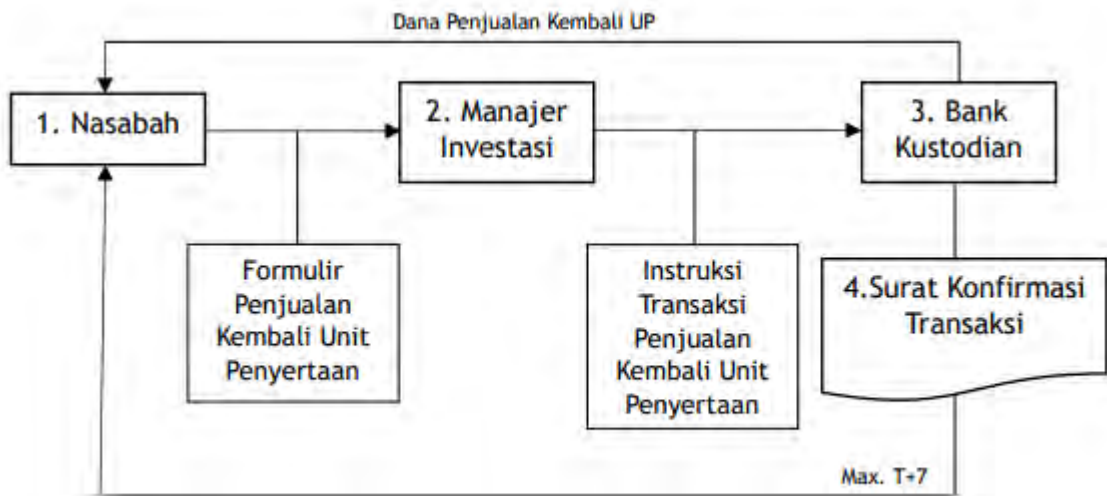 Dana Penjualan Kembali UP
1. Nasabah
2. Manajer
Investasi
3. Bank
Kustodian
Formulir
Penjualan
Kembali Unit
Penyertaan
Instruksi
Transaksi
Penjualan
Kembali Unit
Penyertaan
4.Surat Konfirmasi
Transaksi
Max. T+7